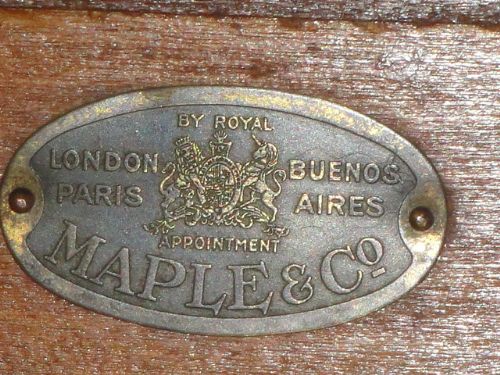 BY ROYAL
LONDON BUENOS
PARIS AIRES
APPOINTMENT
MAPLE & Co